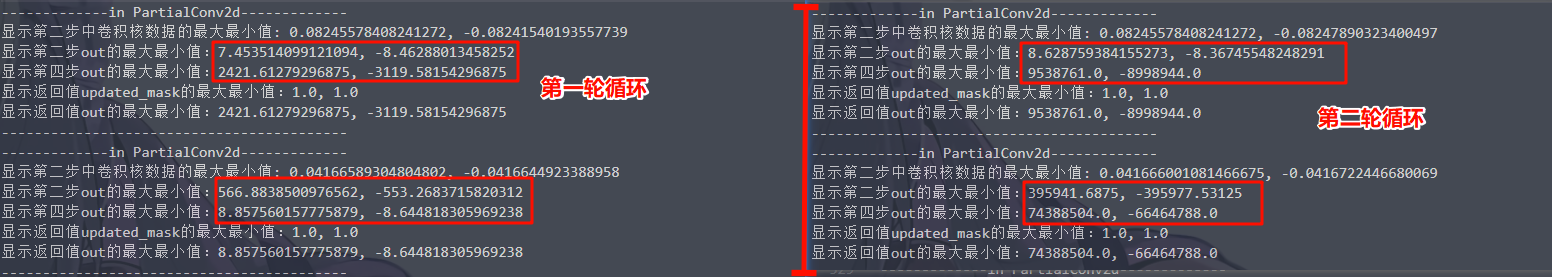 -------------in PartialConv2d-------------
显示第二步中卷积核数据的最大最小值：0.08245578408241272, -0.08241540193557739
显示第二步out的最大最小值：7.453514099121094, -8.46288013458252
显示第四步out的最大最小值：2421.61279296875, -3119.58154296875
显示返回值updated_mask的最大最小值：1.0, 1.0
显示返回值out的最大最小值：2421.61279296875, -3119.58154296875
-----------------------------------------
-------------in PartialConv2d-------------
显示第二步中卷积核数据的最大最小值：0.04166589304804802, -0.0416644923388958
显示第二步out的最大最小值：566.8838500976562, -553.2683715820312
显示第四步out的最大最小值：8.857560157775879, -8.644818305969238
显示返回值updated_mask的最大最小值：1.0, 1.0
显示返回值out的最大最小值：8.857560157775879, -8.644818305969238
-----------------------------------------
第一轮循环
-------------in PartialConv2d-------------
显示第二步中卷积核数据的最大最小值：0.08245578408241272, -0.08247890323400497
显示第二步out的最大最小值：8.628759384155273, -8.36745548248291
显示第四步out的最大最小值：9538761.0, -8998944.0
显示返回值updated_mask的最大最小值：1.0, 1.0
显示返回值out的最大最小值：9538761.0, -8998944.0
-----------------------------------------
-------------in PartialConv2d-------------
显示第二步中卷积核数据的最大最小值：0.041666001081466675, -0.0416722446680069
显示第二步out的最大最小值：395941.6875, -395977.53125
显示第四步out的最大最小值：74388504.0, -66464788.0
显示返回值updated_mask的最大最小值：1.0, 1.0
显示返回值out的最大最小值：74388504.0, -66464788.0
第二轮循环